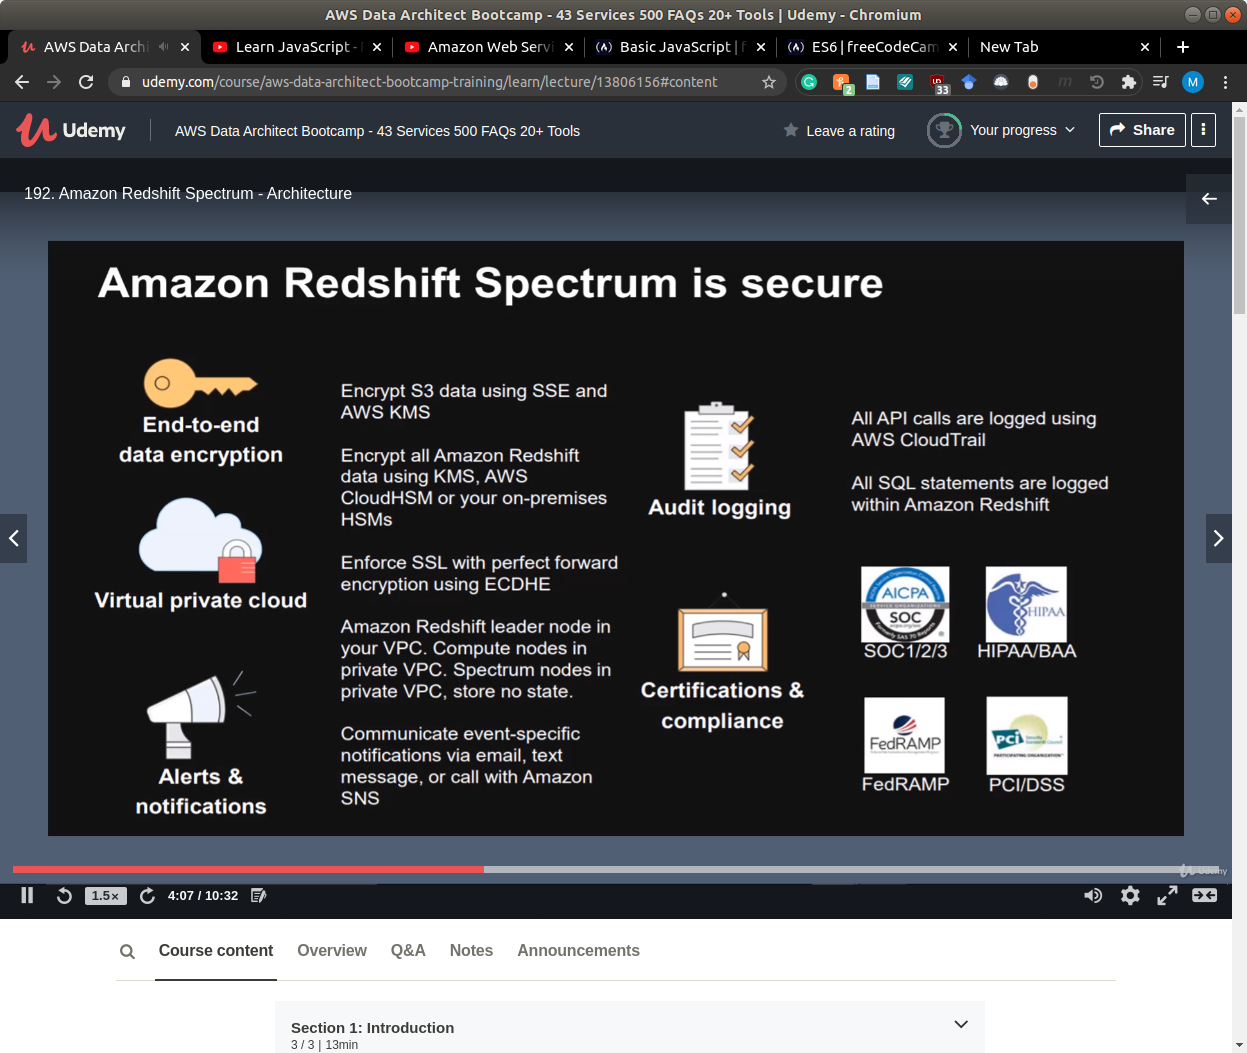 AWS Data Architect Bootcamp - 43 Services 500 FAQs 20+ Tools | Udemy - Chromium
AWS Data Archi
Learn JavaScript -
Amazon Web Servi
Basic JavaScript | f
ES6 | freeCodeCam
New Tab
udemy.com/course/aws-data-architect-bootcamp-training/learn/lecture/13806156#content
2
33
M
Udemy
AWS Data Architect Bootcamp - 43 Services 500 FAQs 20+ Tools
Leave a rating
Your progress
Share
192. Amazon Redshift Spectrum - Architecture
Amazon Redshift Spectrum is secure
End-to-end
data encryption
Virtual private cloud
Alerts &
notifications
Encrypt S3 data using SSE and
AWS KMS
Encrypt all Amazon Redshift
data using KMS, AWS
CloudHSM or your on-premises
HSMs
Enforce SSL with perfect forward
encryption using ECDHE
Amazon Redshift leader node in
your VPC. Compute nodes in
private VPC. Spectrum nodes in
private VPC, store no state.
Communicate event-specific
notifications via email, text
message, or call with Amazon
SNS
Audit logging
Certifications &
compliance
All API calls are logged using
AWS CloudTrail
All SQL statements are logged
within Amazon Redshift
AICPA
SOC
SOC1/2/3
HIPAA
HIPAA/BAA
FedRAMP
FedRAMP
PCI
PCI/DSS
Udemy
1.5×
4:07 / 10:32
Course content
Overview
Q&A
Notes
Announcements
Section 1: Introduction
3 / 3 | 13min